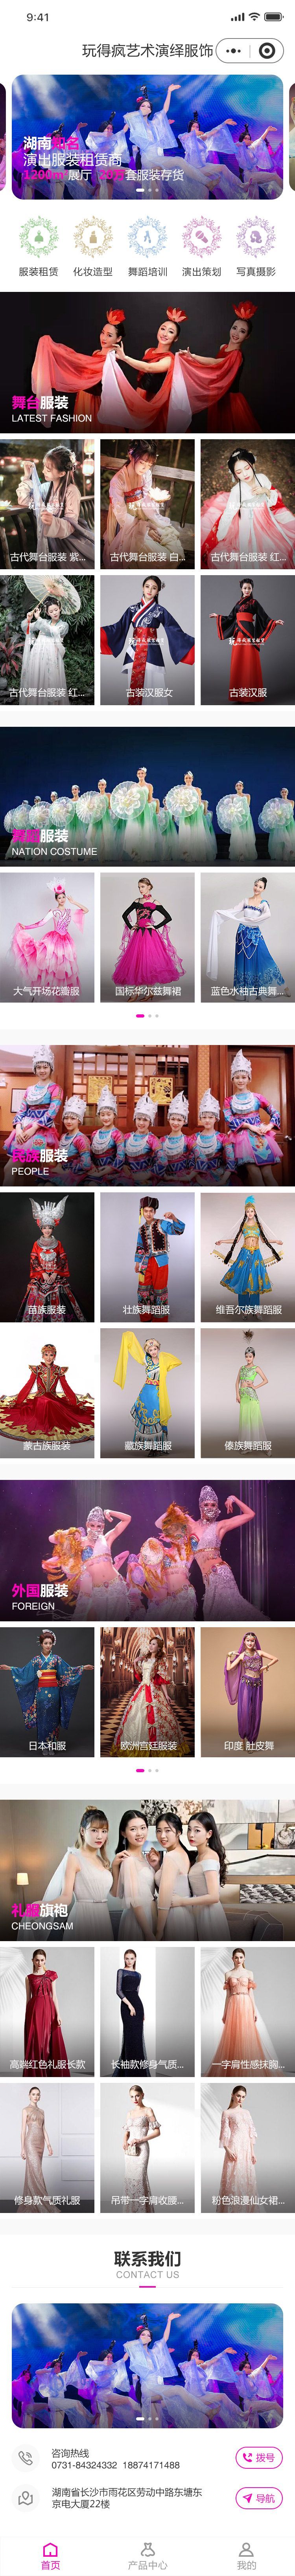 9:41
玩得疯艺术演绎服饰
湖南知名
演出服装租赁商
1200m²展厅 20万套服装存货
服装租赁 化妆造型 舞蹈培训 演出策划 写真摄影
舞台服装
LATEST FASHION
古代舞台服装 紫... 古代舞台服装 白... 古代舞台服装 红...
古代舞台服装 红... 古装汉服女 古装汉服
舞蹈服装
NATION COSTUME
大气开场花瓣服 国标华尔兹舞裙 蓝色水袖古典舞...
民族服装
PEOPLE
苗族服装 壮族舞蹈服 维吾尔族舞蹈服
蒙古族服装 藏族舞蹈服 傣族舞蹈服
外国服装
FOREIGN
日本和服 欧洲宫廷服装 印度 肚皮舞
礼服旗袍
CHEONGSAM
高端红色礼服长款 长袖款修身气质... 一字肩性感抹胸...
修身款气质礼服 吊带一字肩收腰... 粉色浪漫仙女裙...
联系我们
CONTACT US
咨询热线
0731-84324332 18874171488
拨号
湖南省长沙市雨花区劳动中路东塘东
京电大厦22楼
导航
首页 产品中心 我的